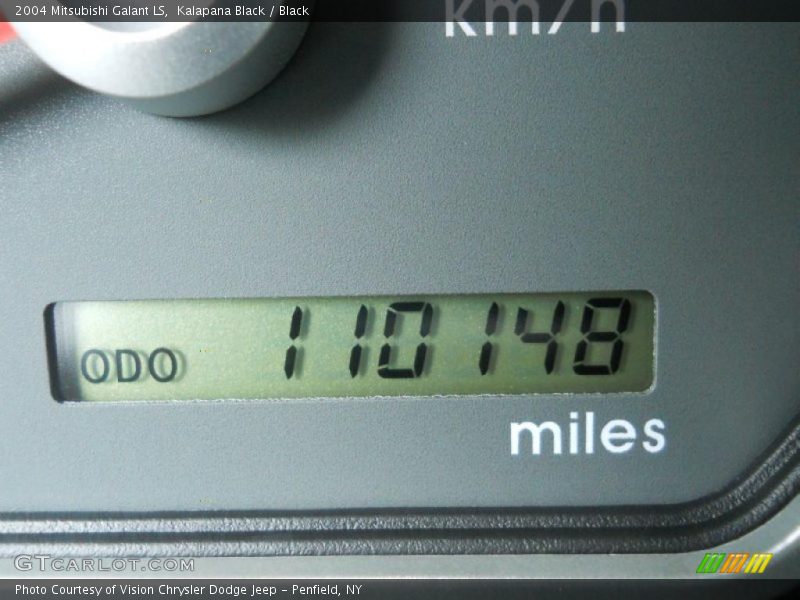 2004 Mitsubishi Galant LS, Kalapana Black / Black
km/h
ODO 110148
miles
GTCARLOT.COM
Photo Courtesy of Vision Chrysler Dodge Jeep - Penfield, NY